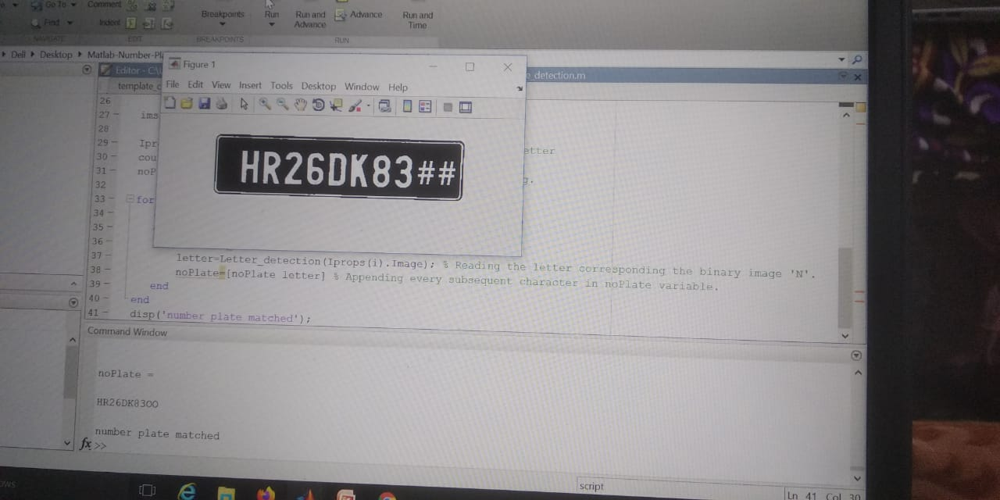 Go To
Comment
Breakpoints
Run
Run and
Advance
Advance
Run and
Time
Find
Indent
NAVIGATE
EDIT
BREAKPOINTS
RUN
Dell
Desktop
Matlab-Number-Pl
Editor - C:\
_detection.m
template_c
Figure 1
File Edit View Insert Tools Desktop Window Help
HR26DK83##
26
27
ims
28
29
Ipr
etter
30
cou
31
noP
g.
32
33
for
34
35
36
37
letter=Letter_detection(Iprops(i).Image); % Reading the letter corresponding the binary image 'N'.
38
noPlate=[noPlate letter] % Appending every subsequent character in noPlate variable.
39
end
40
end
41
disp('number plate matched');
Command Window
noPlate =
HR26DK8300
number plate matched
fx >>
script
Ln 41 Col 30